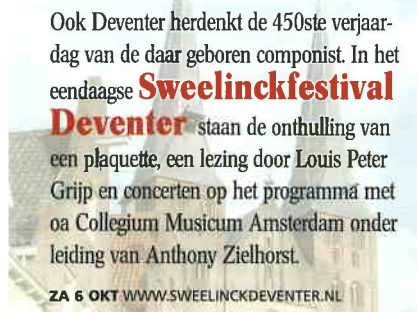 Ook Deventer herdenkt de 450ste verjaar-
dag van de daar geboren componist. In het
eendaagse Sweelinckfestival
Deventer staan de onthulling van
een plaquette, een lezing door Louis Peter
Grijp en concerten op het programma met
oa Collegium Musicum Amsterdam onder
leiding van Anthony Zielhorst.
ZA 6 OKT WWW.SWEELINCKDEVENTER.NL